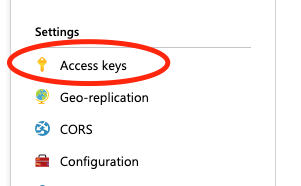 Settings
Access keys
Geo-replication
CORS
Configuration